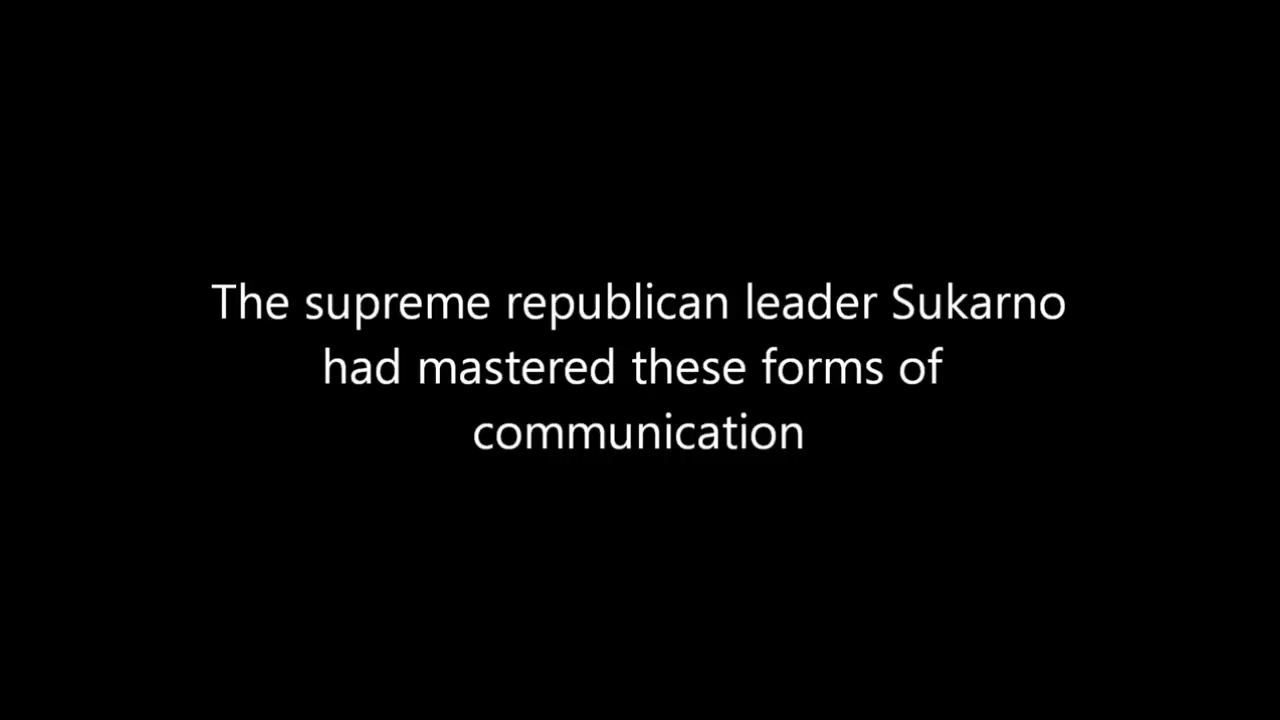 The supreme republican leader Sukarno
had mastered these forms of
communication